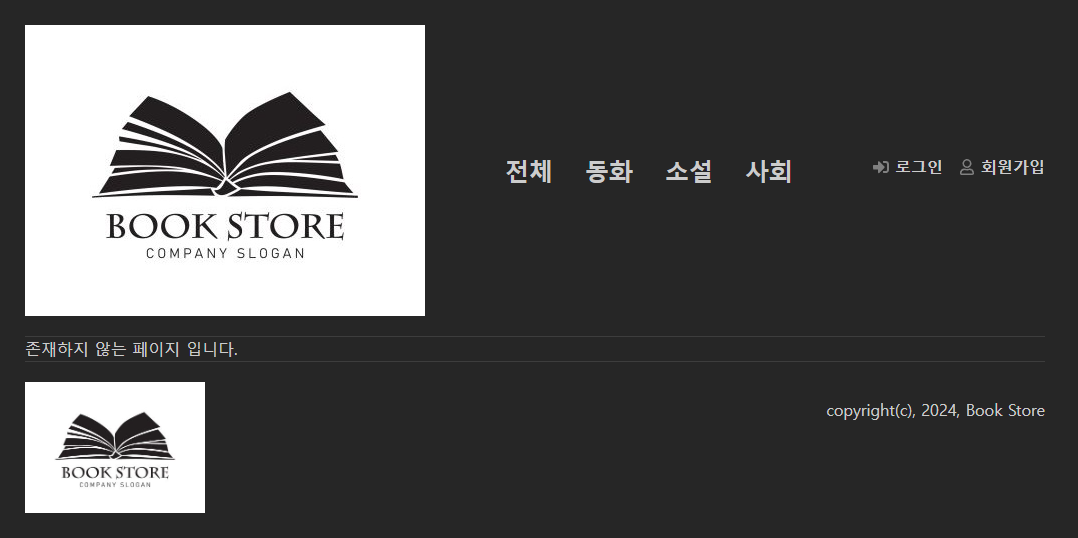 BOOK STORE
COMPANY SLOGAN
전체 동화 소설 사회
로그인 회원가입
존재하지 않는 페이지 입니다.
BOOK STORE
COMPANY SLOGAN
copyright(c), 2024, Book Store